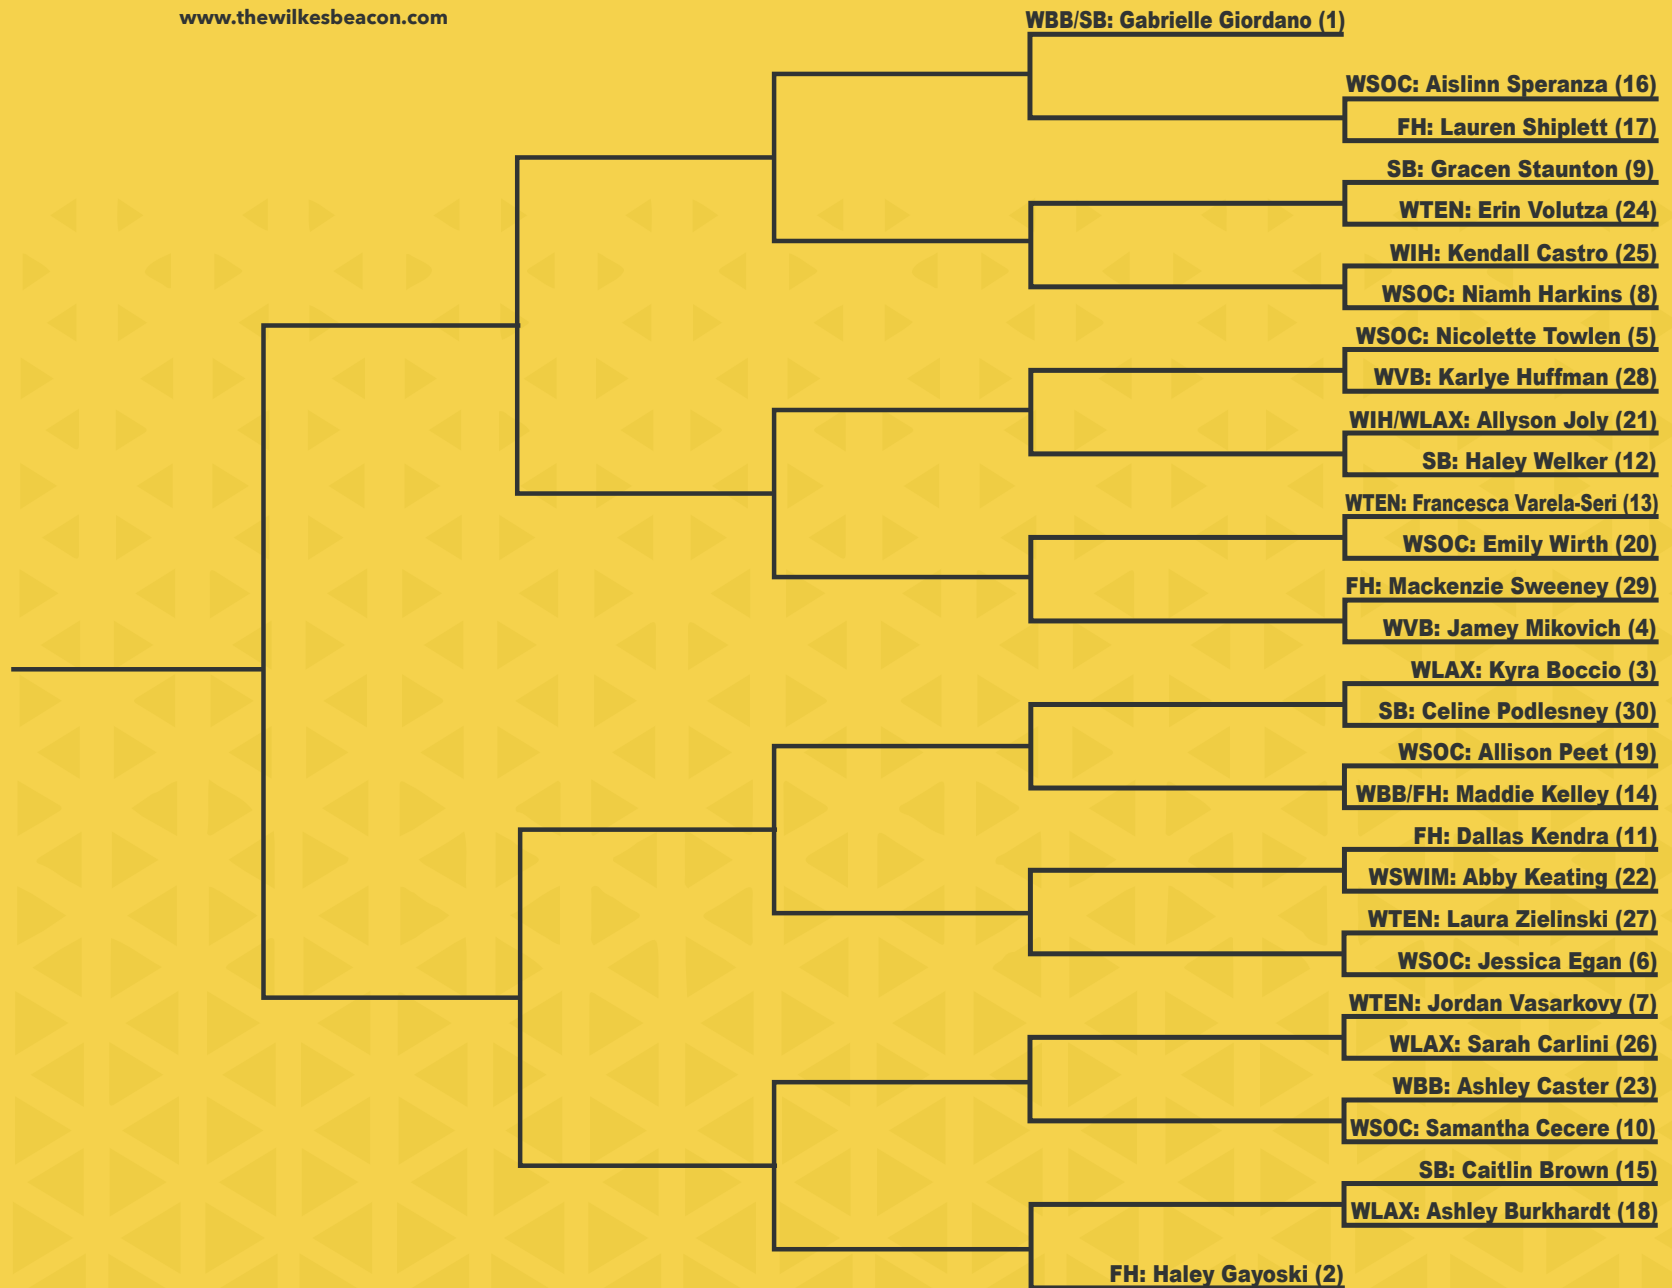 www.thewilkesbeacon.com
WBB/SB: Gabrielle Giordano (1)
WSOC: Aislinn Speranza (16)
FH: Lauren Shiplett (17)
SB: Gracen Staunton (9)
WTEN: Erin Volutza (24)
WIH: Kendall Castro (25)
WSOC: Niamh Harkins (8)
WSOC: Nicolette Towlen (5)
WVB: Karlye Huffman (28)
WIH/WLAX: Allyson Joly (21)
SB: Haley Welker (12)
WTEN: Francesca Varela-Seri (13)
WSOC: Emily Wirth (20)
FH: Mackenzie Sweeney (29)
WVB: Jamey Mikovich (4)
WLAX: Kyra Boccio (3)
SB: Celine Podlesney (30)
WSOC: Allison Peet (19)
WBB/FH: Maddie Kelley (14)
FH: Dallas Kendra (11)
WSWIM: Abby Keating (22)
WTEN: Laura Zielinski (27)
WSOC: Jessica Egan (6)
WTEN: Jordan Vasarkovy (7)
WLAX: Sarah Carlini (26)
WBB: Ashley Caster (23)
WSOC: Samantha Cecere (10)
SB: Caitlin Brown (15)
WLAX: Ashley Burkhardt (18)
FH: Haley Gayoski (2)